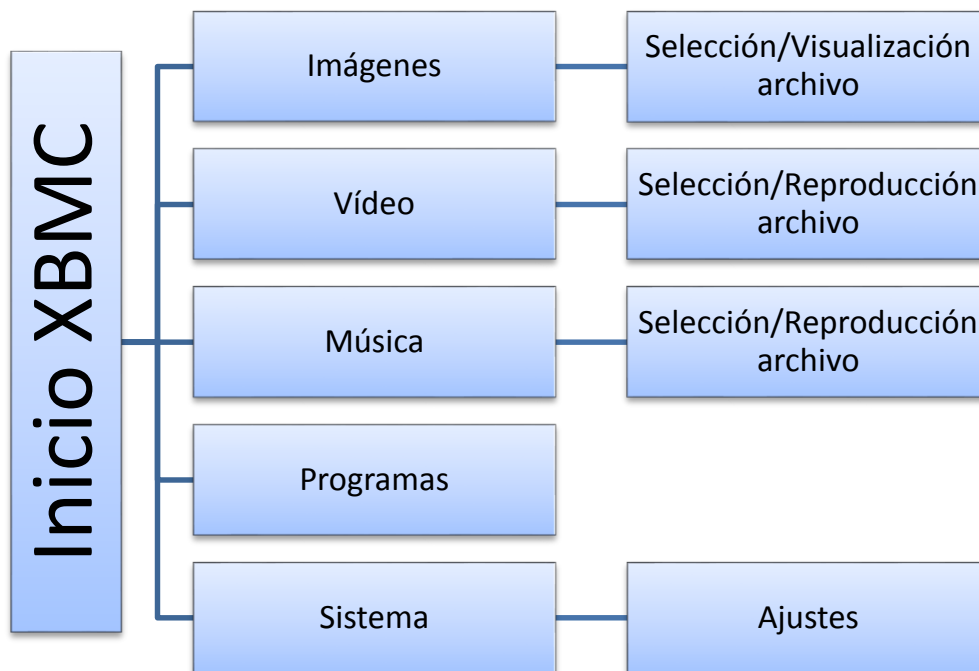 Inicio XBMC
Imágenes
Selección/Visualización
archivo
Vídeo
Selección/Reproducción
archivo
Música
Selección/Reproducción
archivo
Programas
Sistema
Ajustes